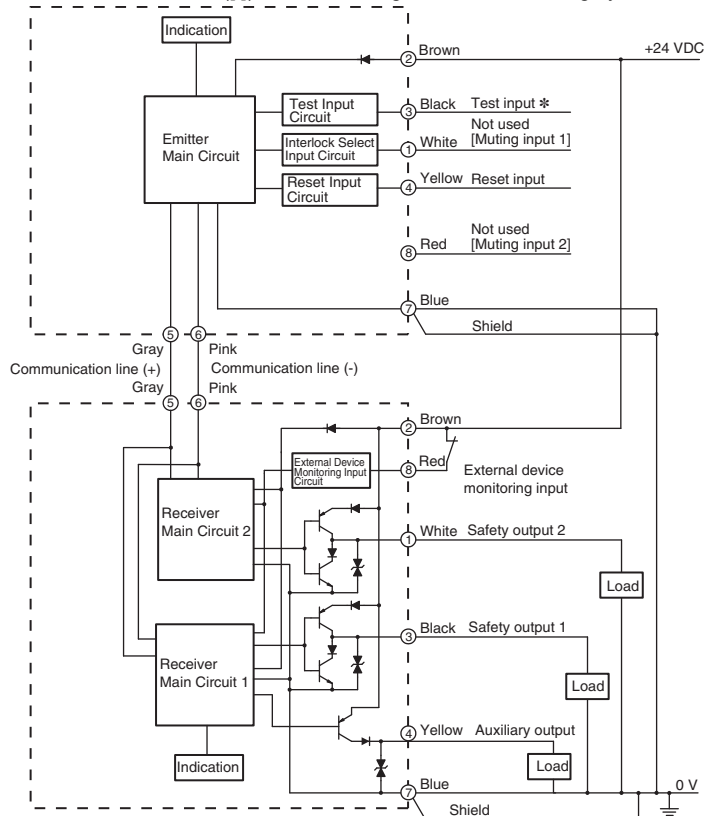 Indication
② Brown
+24 VDC
Test Input
Circuit
③ Black Test input *
Emitter
Main Circuit
Interlock Select
Input Circuit
① White Not used
[Muting input 1]
Reset Input
Circuit
④ Yellow Reset input
⑧ Red Not used
[Muting input 2]
⑦ Blue
Shield
⑤ ⑥
Gray Pink
Communication line (+) Communication line (-)
Gray Pink
⑤ ⑥
② Brown
External Device
Monitoring Input
Circuit
⑧ Red
External device
monitoring input
Receiver
Main Circuit 2
① White Safety output 2
Load
③ Black Safety output 1
Receiver
Main Circuit 1
Load
④ Yellow Auxiliary output
Indication
Load
⑦ Blue
0 V
Shield